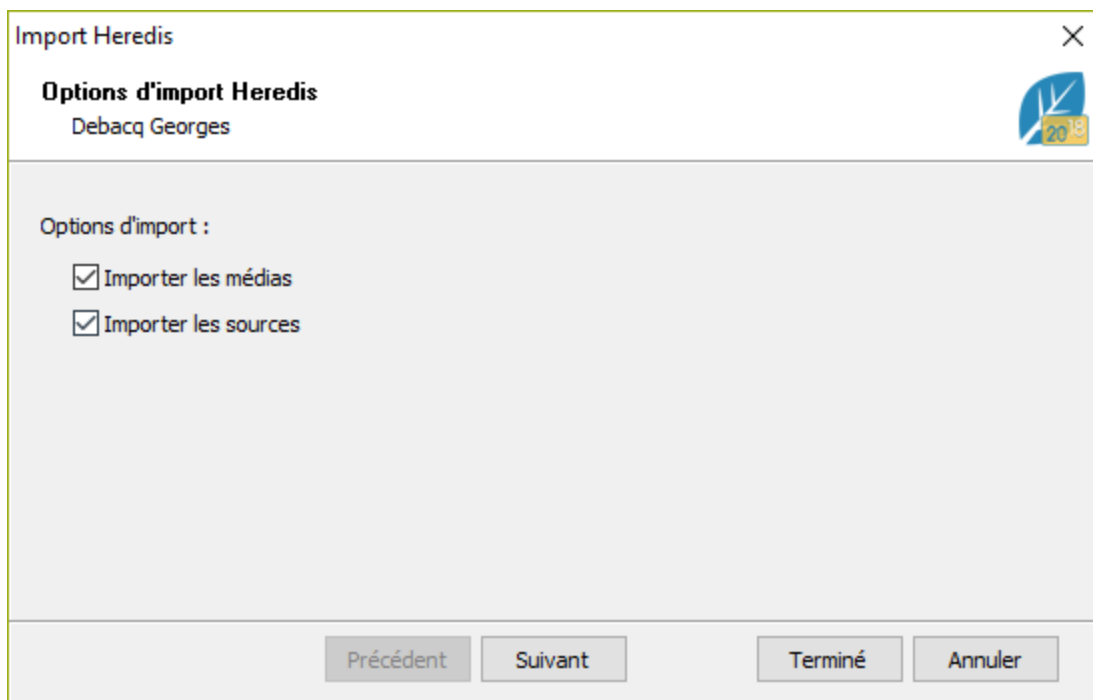 Import Heredis
Options d'import Heredis
Debacq Georges
2018
Options d'import :
Importer les médias
Importer les sources
Précédent Suivant Terminé Annuler